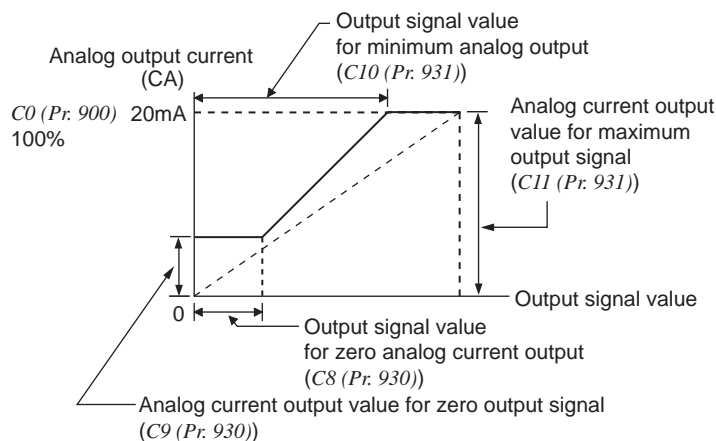 Output signal value
for minimum analog output
(C10 (Pr. 931))
Analog output current
(CA)
C0 (Pr. 900)
100%
20mA
Analog current output
value for maximum
output signal
(C11 (Pr. 931))
Output signal value
0
Output signal value
for zero analog current output
(C8 (Pr. 930))
Analog current output value for zero output signal
(C9 (Pr. 930))